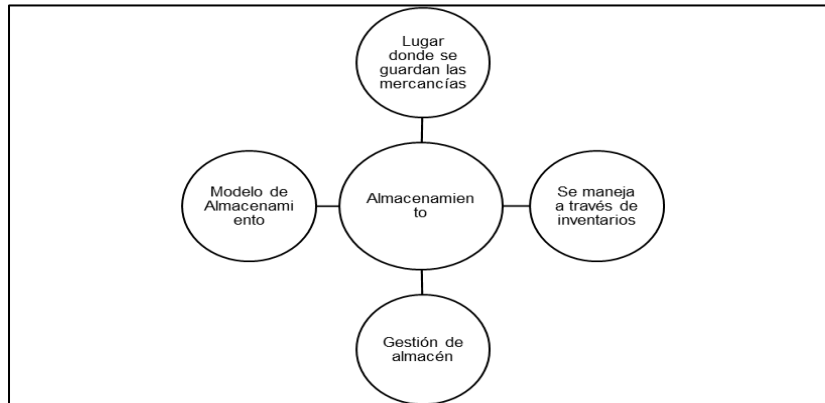 Lugar
donde se
guardan las
mercancías
Modelo de
Almacenami
ento
Almacenamien
to
Se maneja
a través de
inventarios
Gestión de
almacén